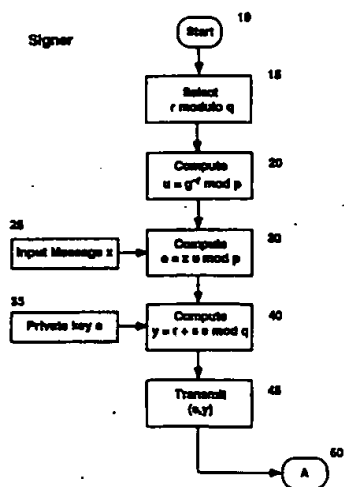 Signer
10
Start
15
Select
r modulo q
20
Compute
u = g⁻ʳ mod p
25
Input Message x
30
Compute
e = x u mod p
35
Private key s
40
Compute
y = r + s e mod q
45
Transmit
(e,y)
50
A